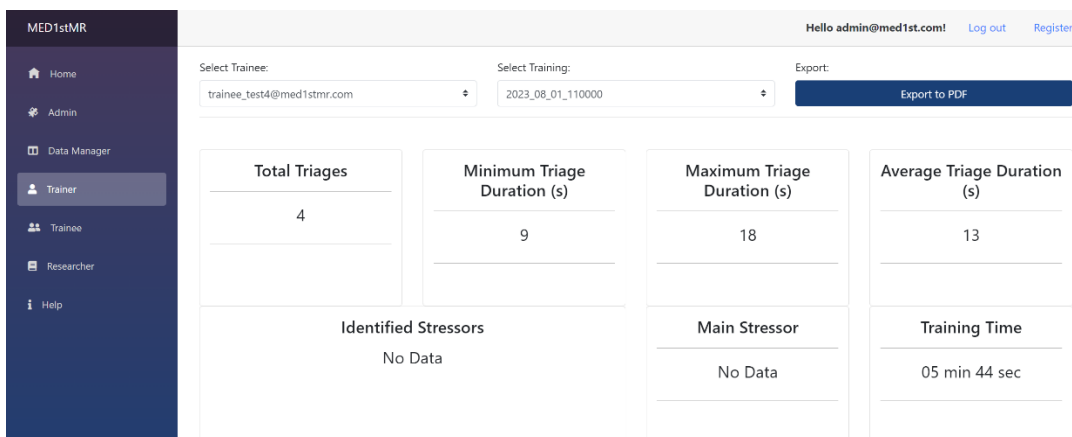 MED1stMR
Hello admin@med1st.com! Log out Register
Home
Admin
Data Manager
Trainer
Trainee
Researcher
Help
Select Trainee:
trainee_test4@med1stmr.com
Select Training:
2023_08_01_110000
Export:
Export to PDF
Total Triages
4
Minimum Triage
Duration (s)
9
Maximum Triage
Duration (s)
18
Average Triage Duration
(s)
13
Identified Stressors
No Data
Main Stressor
No Data
Training Time
05 min 44 sec